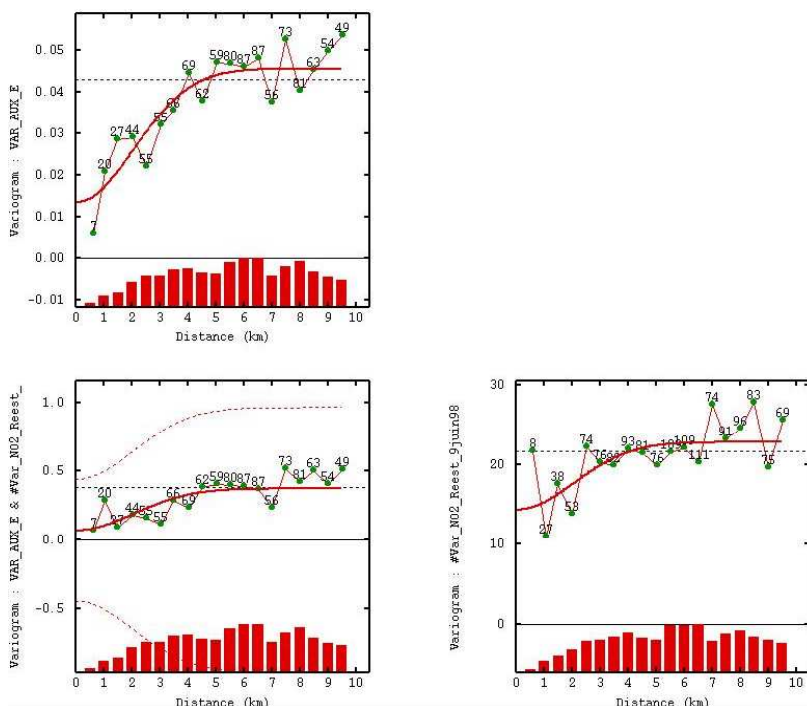 Variogram : VAR_AUX_E
0.05
0.04
0.03
0.02
0.01
0.00
-0.01
7 20 27 44 55 55 66 69 62 59 80 87 87 56 73 81 63 54 49
0 1 2 3 4 5 6 7 8 9 10
Distance (km)
Variogram : VAR_AUX_E & #Var_NO2_Reest_
1.0
0.5
0.0
-0.5
7 20 27 44 55 55 66 69 62 59 80 87 87 56 73 81 63 54 49
0 1 2 3 4 5 6 7 8 9 10
Distance (km)
Variogram : #Var_NO2_Reest_9juin98
30
20
10
0
8 27 38 53 74 76 93 81 76 109 111 74 91 96 83 75 69
0 1 2 3 4 5 6 7 8 9 10
Distance (km)